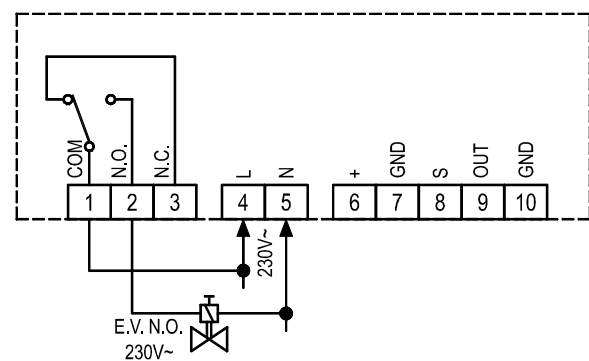 COM
N.O.
N.C.
L
N
+
GND
S
OUT
GND
1 2 3 4 5 6 7 8 9 10
230V~
E.V. N.O.
230V~